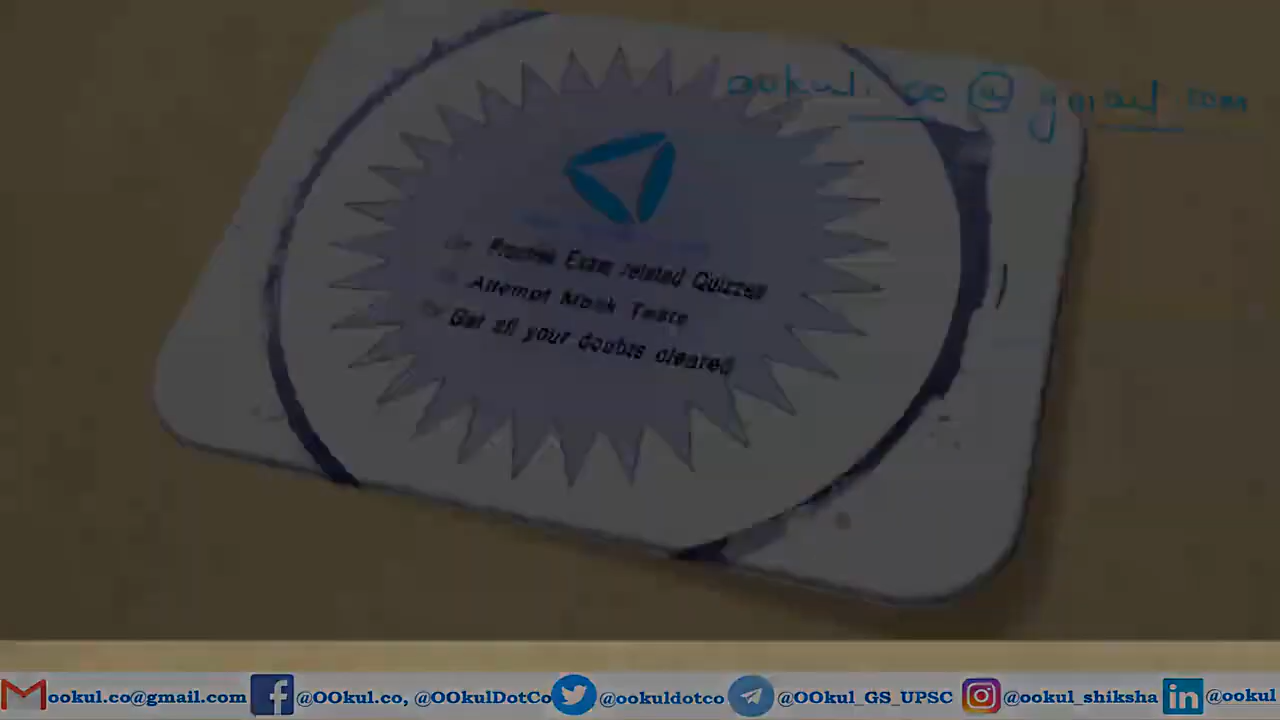 ookul.co@gmail.com
Practise Exam related Quizzes
Attempt Mock Tests
Get all your doubts cleared
ookul.co@gmail.com @OOkul.co, @OOkulDotCo @ookuldotco @OOkul_GS_UPSC @ookul_shiksha @ookul